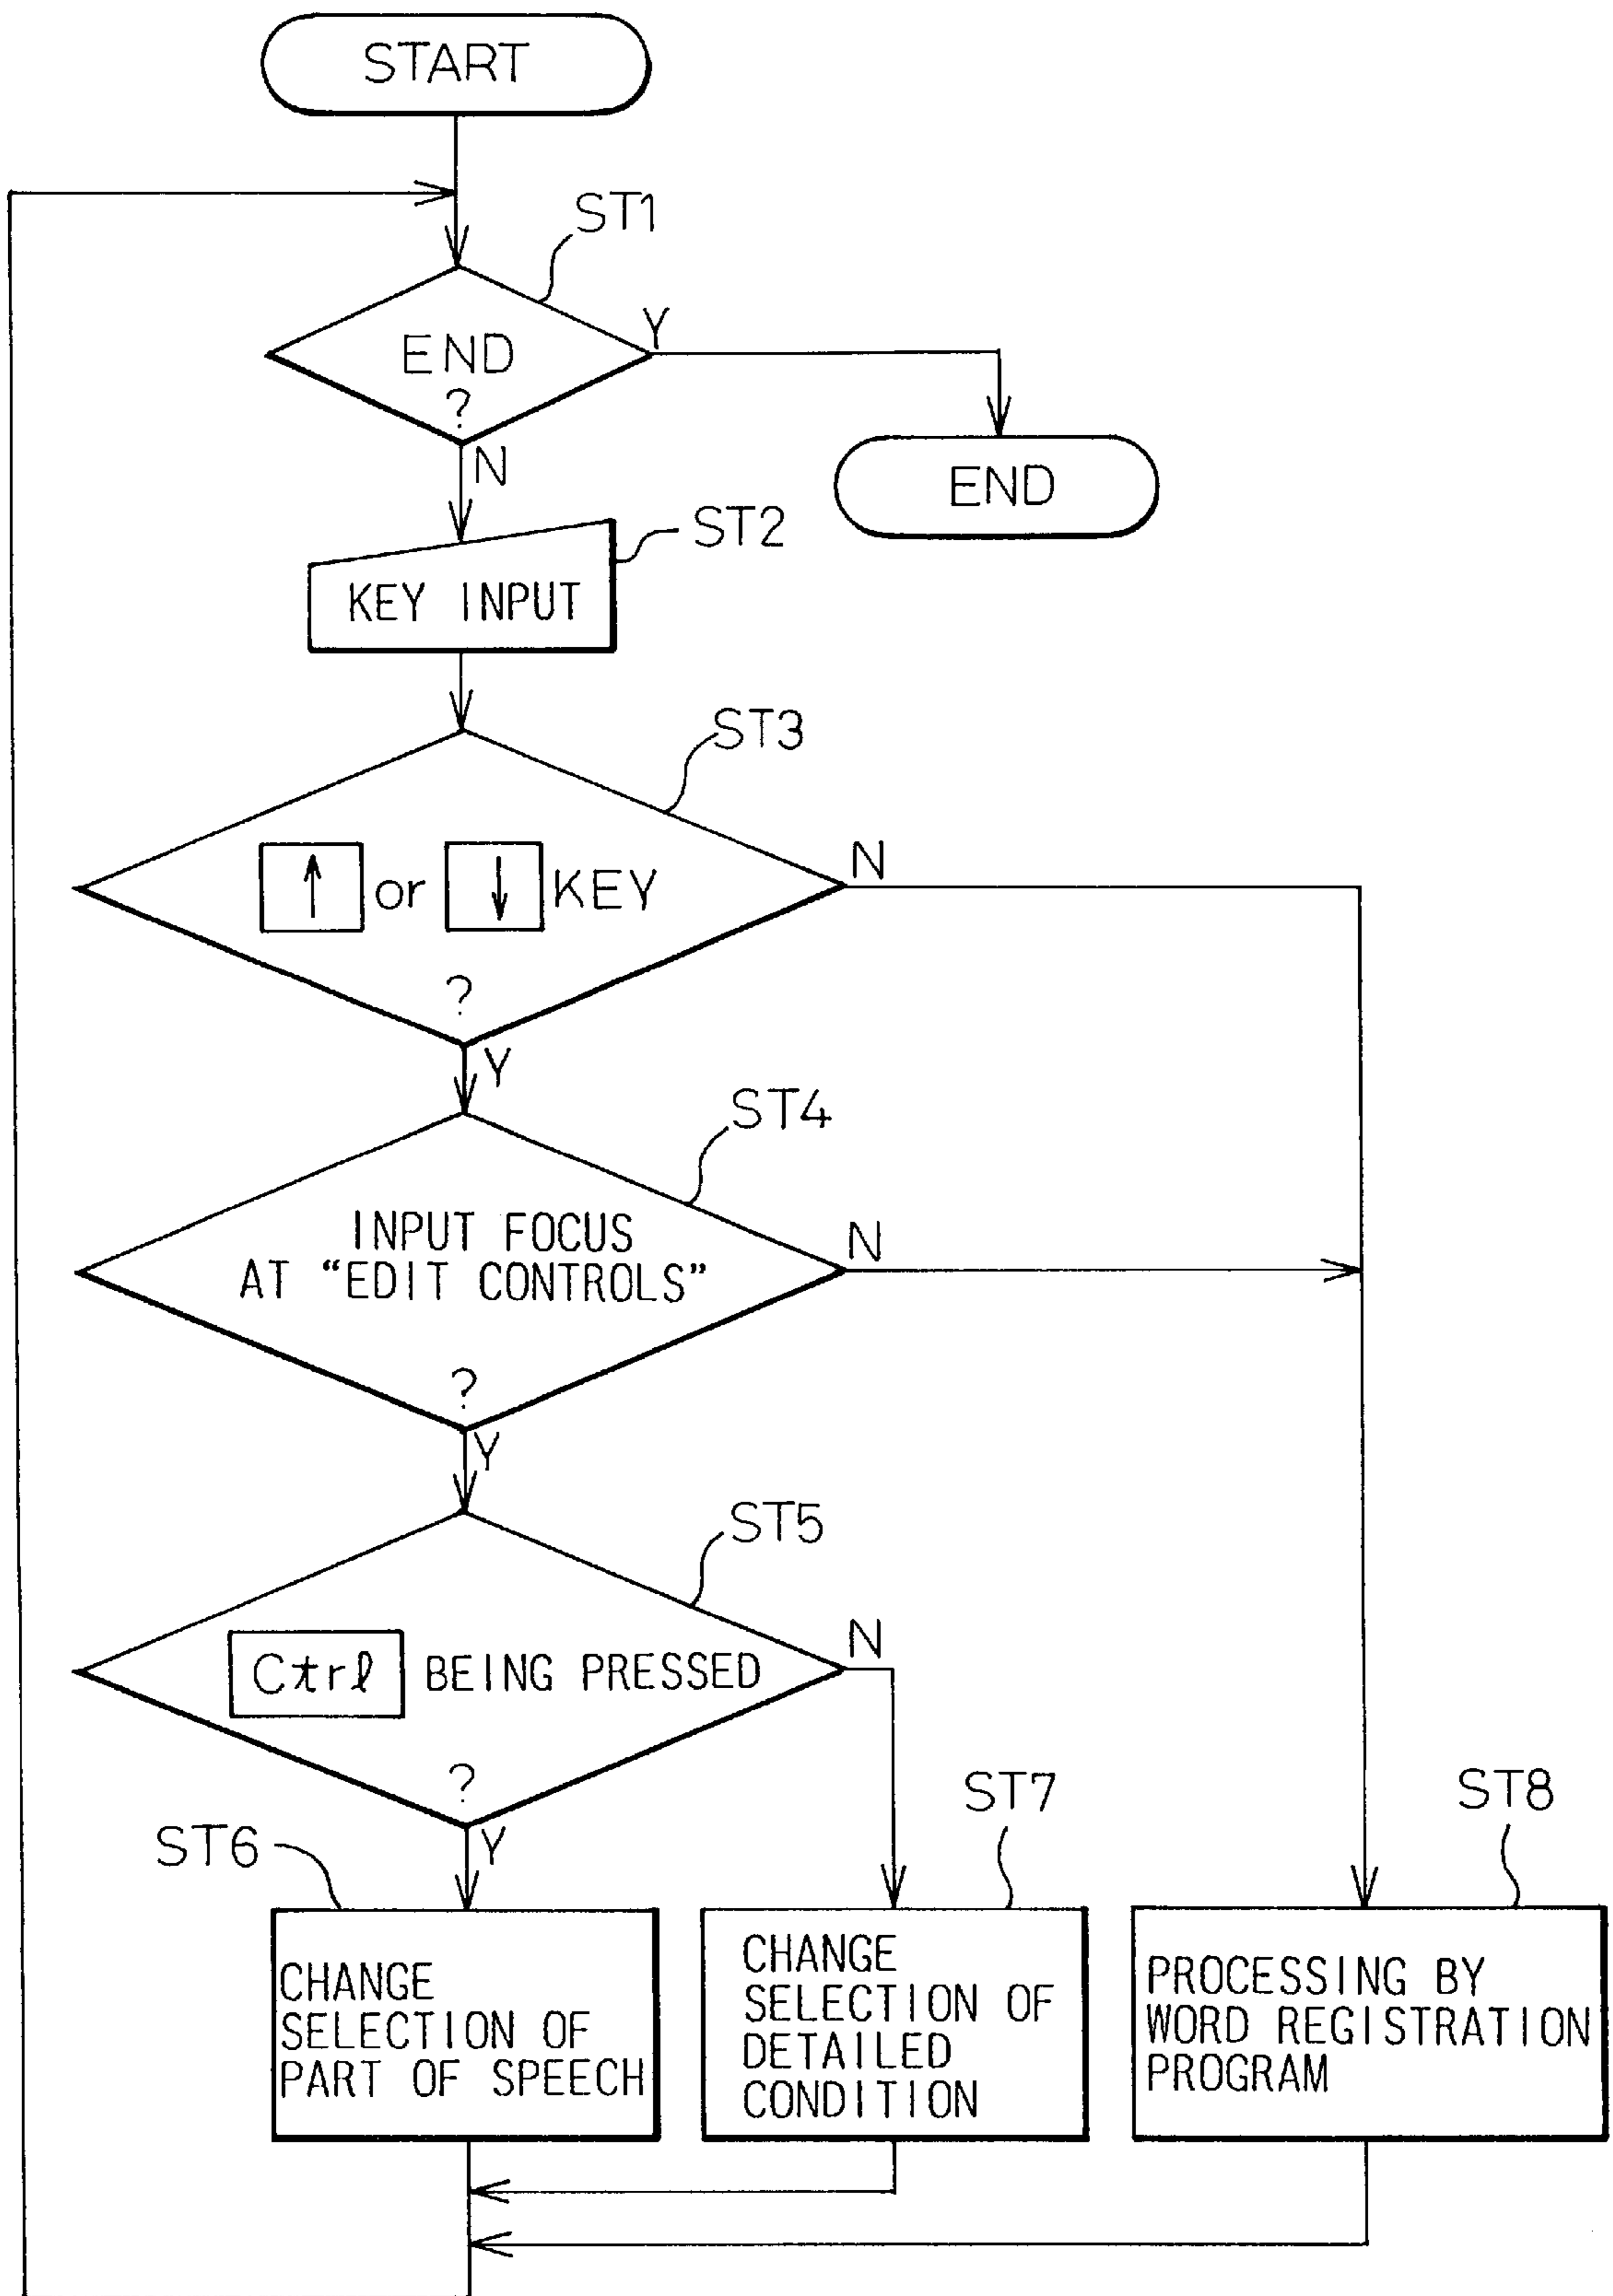 START
ST1
END
?
Y
N
END
ST2
KEY INPUT
ST3
↑ or ↓ KEY
?
N
Y
ST4
INPUT FOCUS
AT “EDIT CONTROLS”
?
N
Y
ST5
Ctrl BEING PRESSED
?
N
Y
ST6
CHANGE
SELECTION OF
PART OF SPEECH
ST7
CHANGE
SELECTION OF
DETAILED
CONDITION
ST8
PROCESSING BY
WORD REGISTRATION
PROGRAM